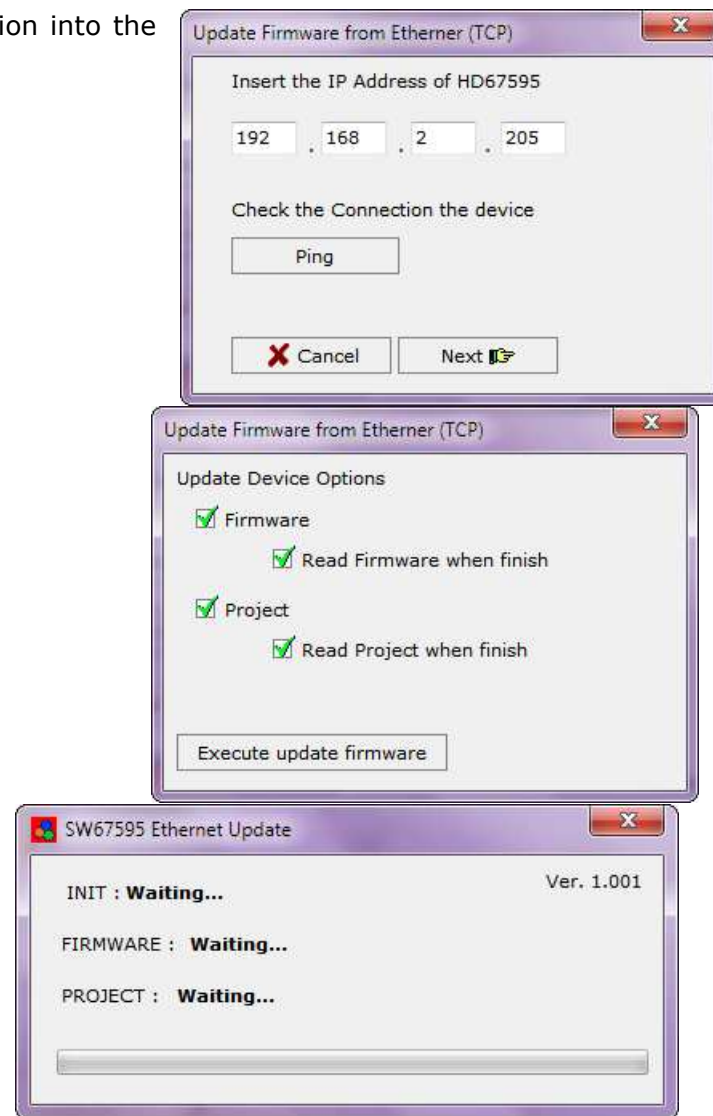 ion into the
Update Firmware from Etherner (TCP)
Insert the IP Address of HD67595
192 . 168 . 2 . 205
Check the Connection the device
Ping
Cancel Next
Update Firmware from Etherner (TCP)
Update Device Options
Firmware
Read Firmware when finish
Project
Read Project when finish
Execute update firmware
SW67595 Ethernet Update
Ver. 1.001
INIT : Waiting...
FIRMWARE : Waiting...
PROJECT : Waiting...